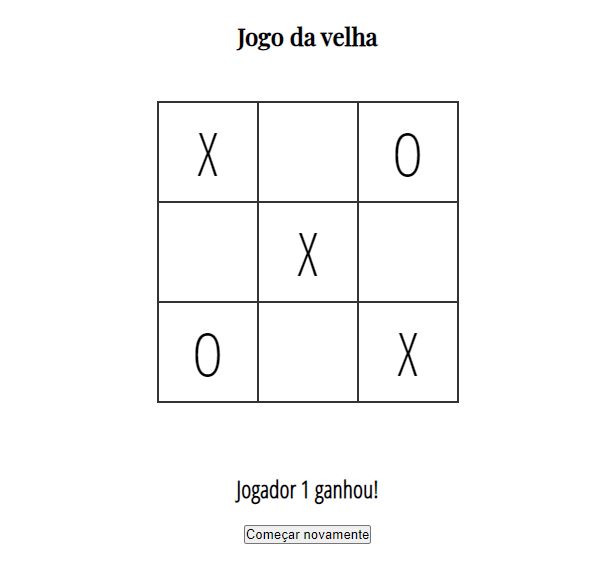 Jogo da velha
X O
X
O X
Jogador 1 ganhou!
Começar novamente